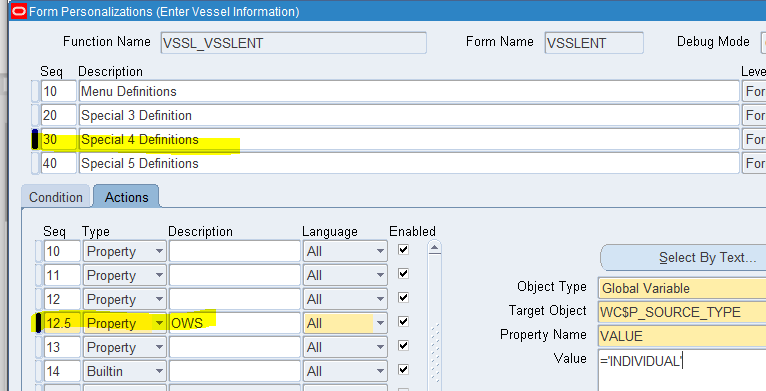 Form Personalizations (Enter Vessel Information)
Function Name VSSL_VSSLENT Form Name VSSLENT Debug Mode
Seq Description Leve
10 Menu Definitions For
20 Special 3 Definition For
30 Special 4 Definitions For
40 Special 5 Definitions For
Condition Actions
Seq Type Description Language Enabled
10 Property All
11 Property All
12 Property All
12.5 Property OWS All
13 Property All
14 Builtin All
Select By Text...
Object Type Global Variable
Target Object WC$P_SOURCE_TYPE
Property Name VALUE
Value ='INDIVIDUAL'